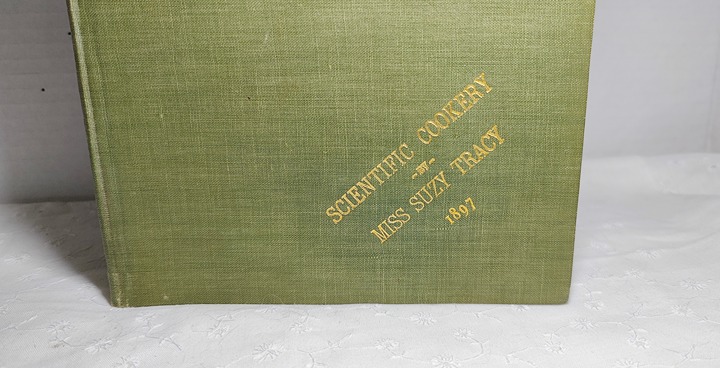 SCIENTIFIC COOKERY
-BY-
MISS SUZY TRACY
1897